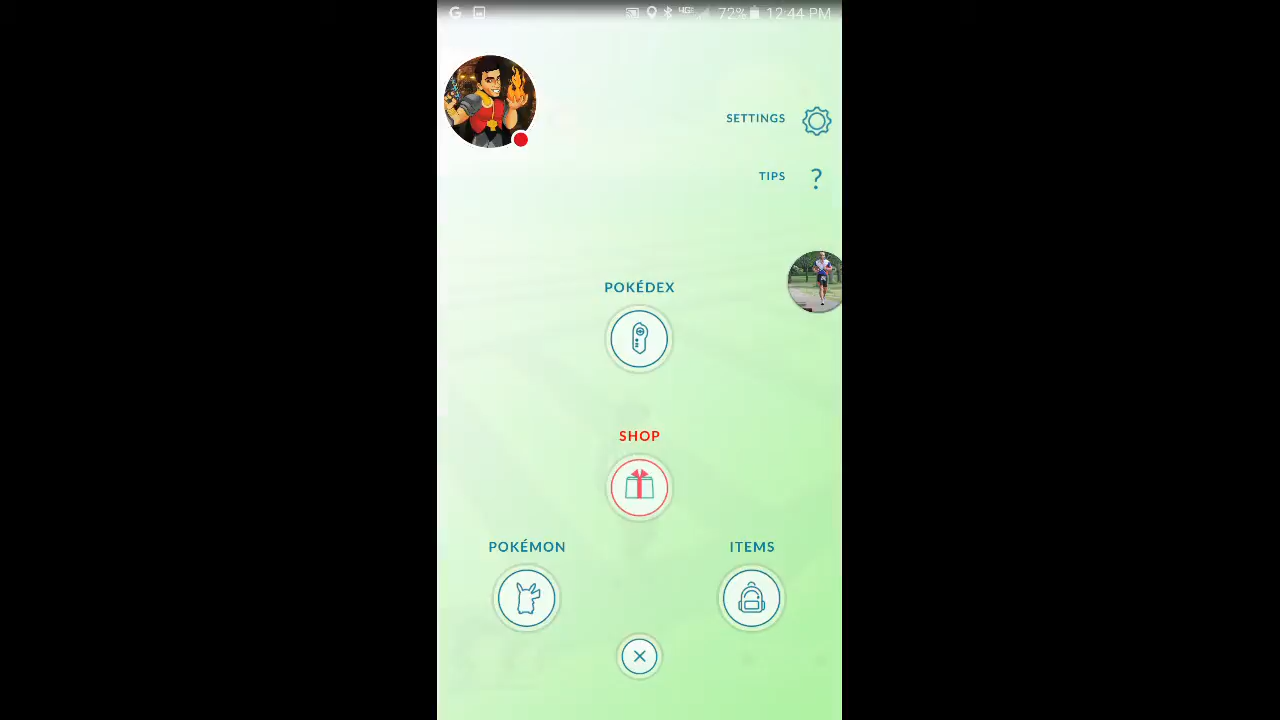 72% 12:44 PM
SETTINGS
TIPS ?
POKÉDEX
SHOP
POKÉMON
ITEMS